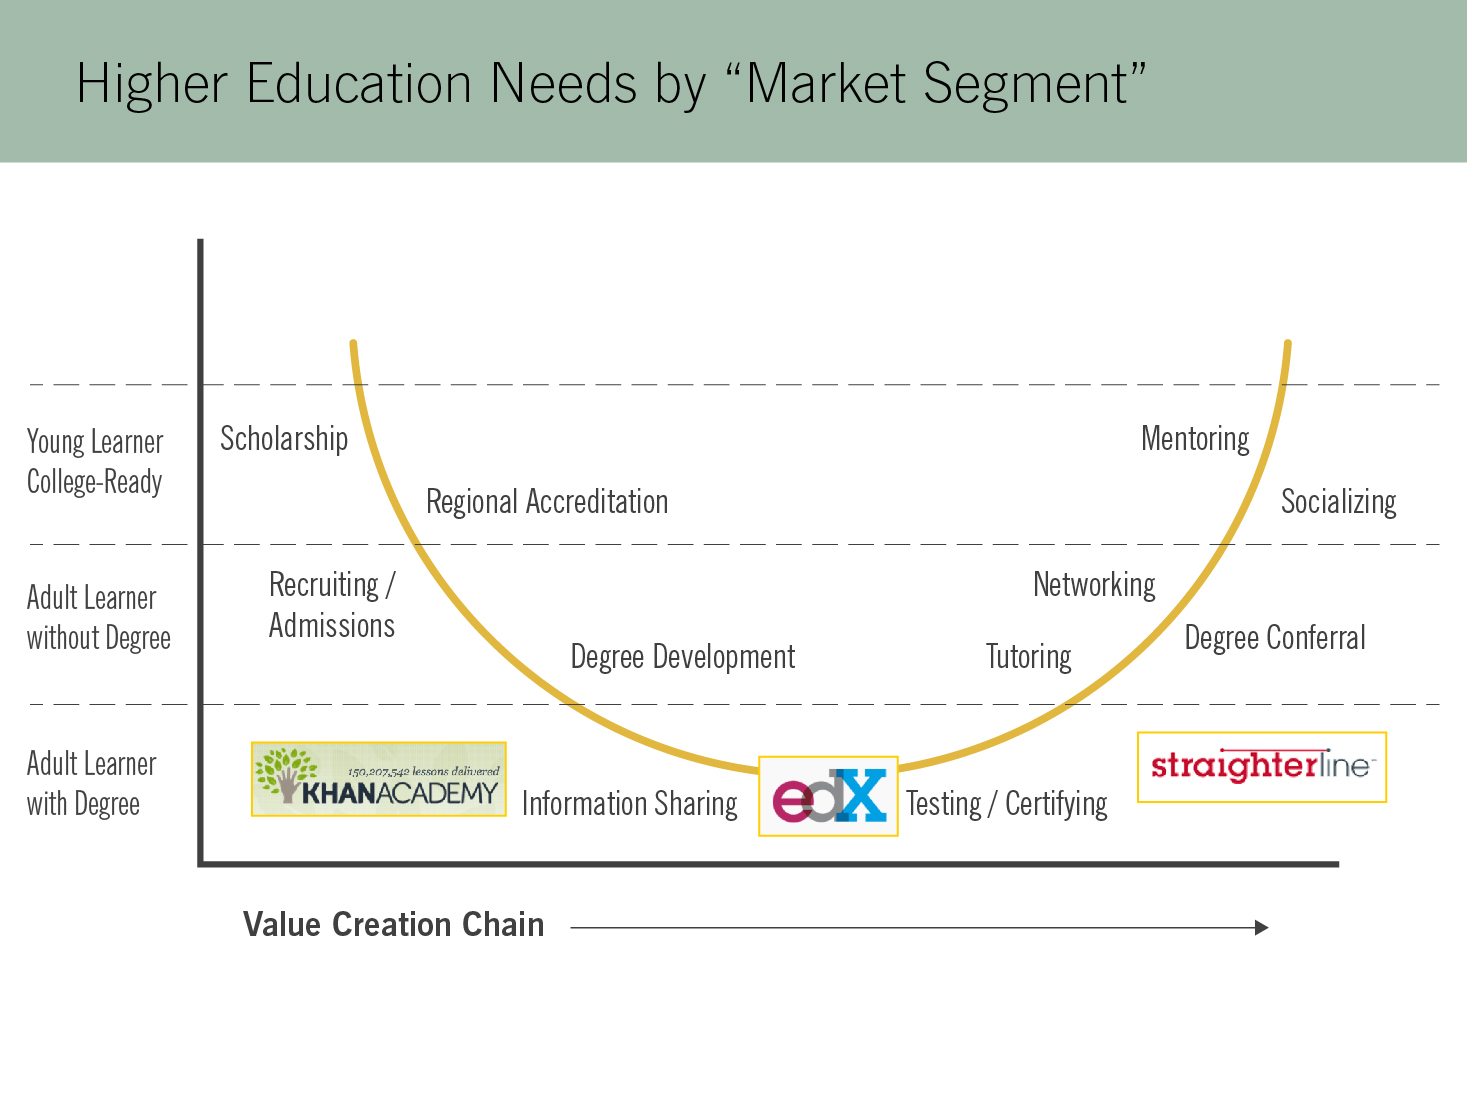 Higher Education Needs by “Market Segment”
Young Learner
College-Ready
Scholarship
Mentoring
Regional Accreditation
Socializing
Adult Learner
without Degree
Recruiting /
Admissions
Networking
Degree Development
Tutoring
Degree Conferral
Adult Learner
with Degree
150,207,542 lessons delivered
KHANACADEMY
Information Sharing
edX
Testing / Certifying
straighterline
Value Creation Chain